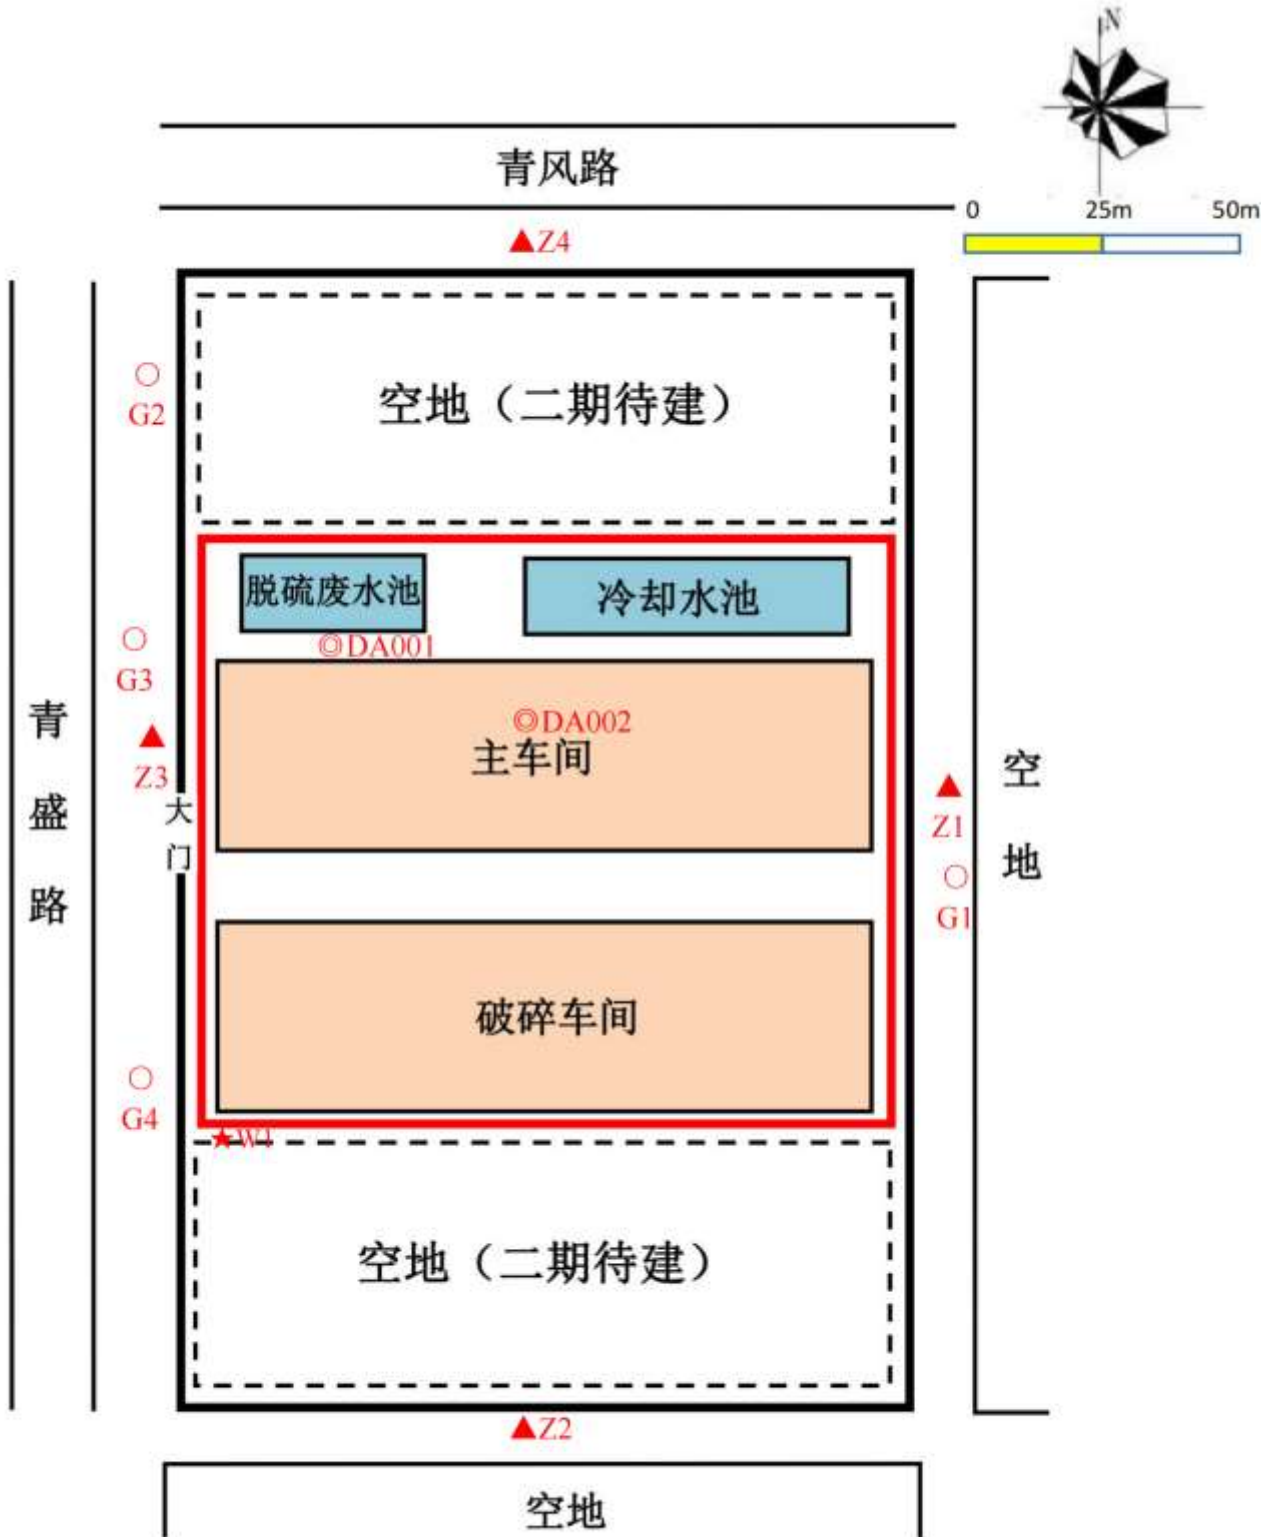 N
青风路
0 25m 50m
▲Z4
空地（二期待建）
○
G2
脱硫废水池
冷却水池
◎DA001
○
G3
◎DA002
主车间
▲
Z3
大门
青盛路
空地
▲
Z1
○
G1
破碎车间
○
G4
★W1
空地（二期待建）
▲Z2
空地